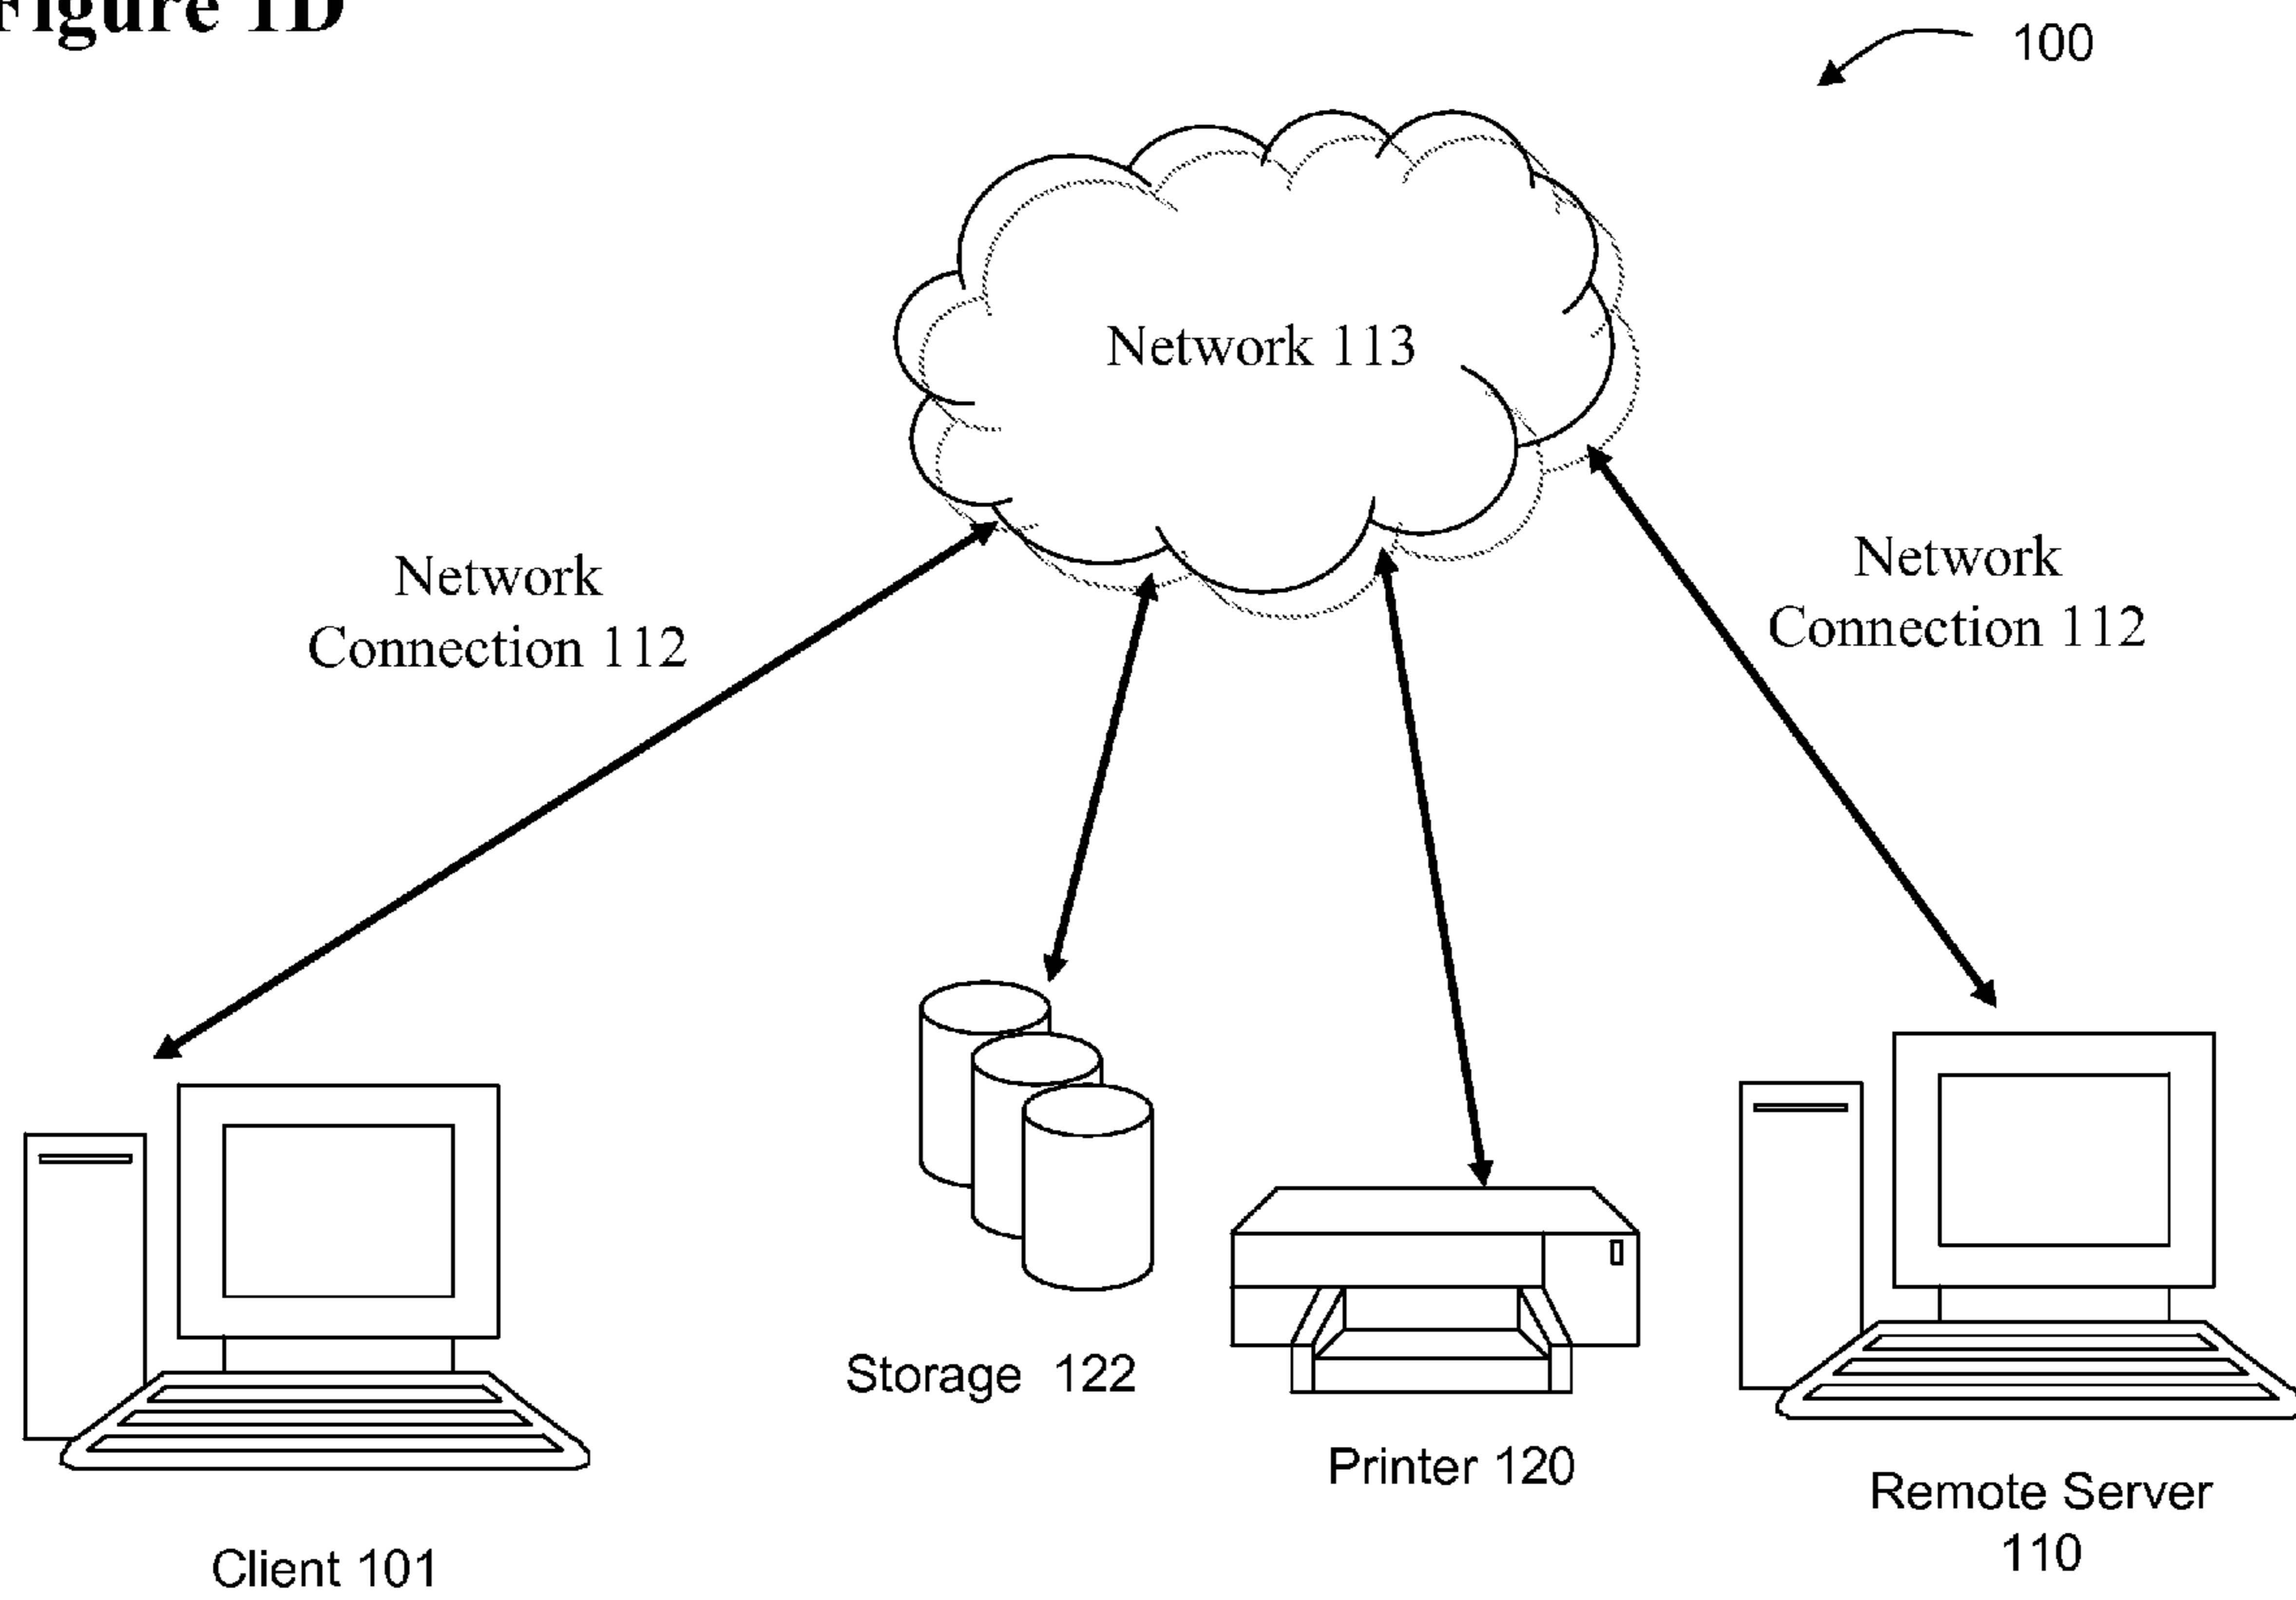 Figure 1D
100
Network 113
Network
Connection 112
Network
Connection 112
Storage 122
Printer 120
Remote Server
110
Client 101